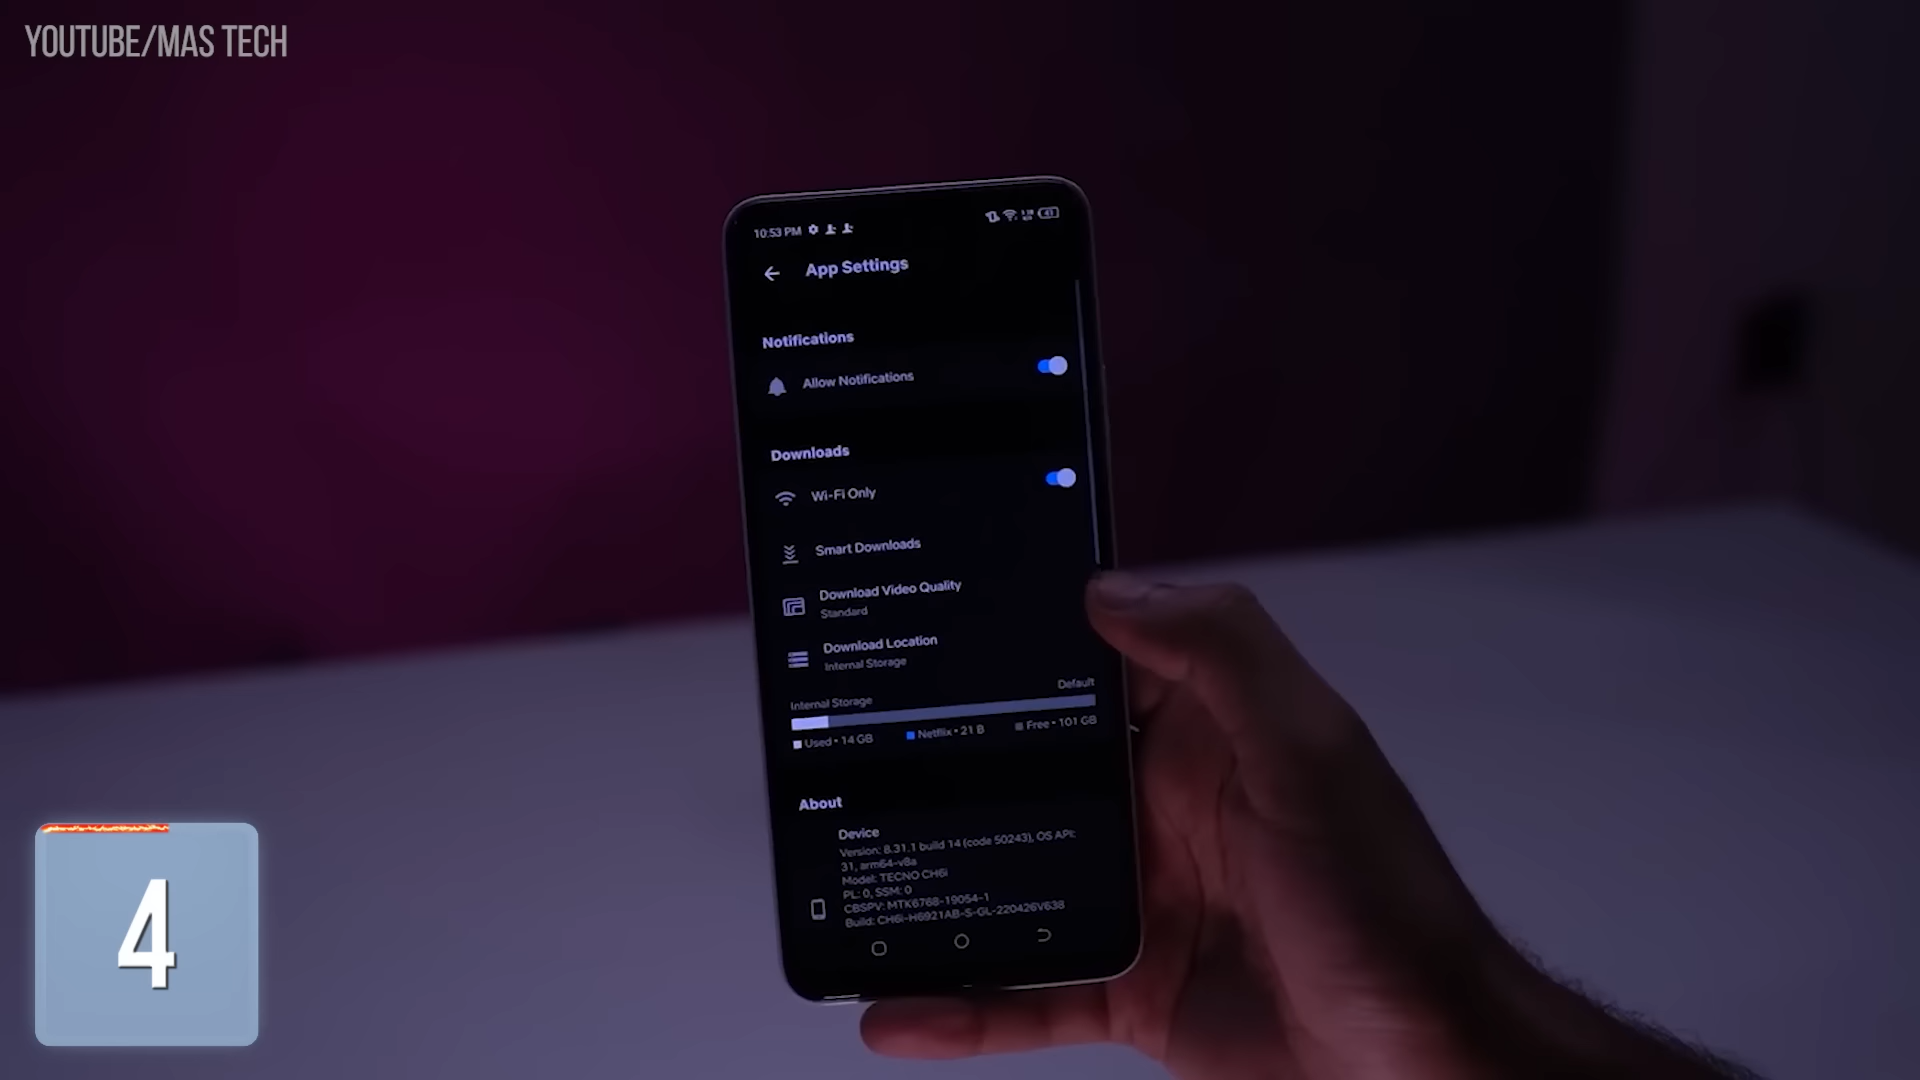 YOUTUBE/MAS TECH
10:53 PM
App Settings
Notifications
Allow Notifications
Downloads
Wi-Fi Only
Smart Downloads
Download Video Quality
Standard
Download Location
Internal Storage
Internal Storage
Default
Used • 14 GB
Netflix • 21 B
Free • 101 GB
About
Device
Version: 8.31.1 build 14 (code 50243), OS API:
31, arm64-v8a
Model: TECNO CH6i
PL: 0, SSM: 0
CBSPV: MTK6768-19054-1
Build: CH6i-H6921AB-S-GL-220426V638
4